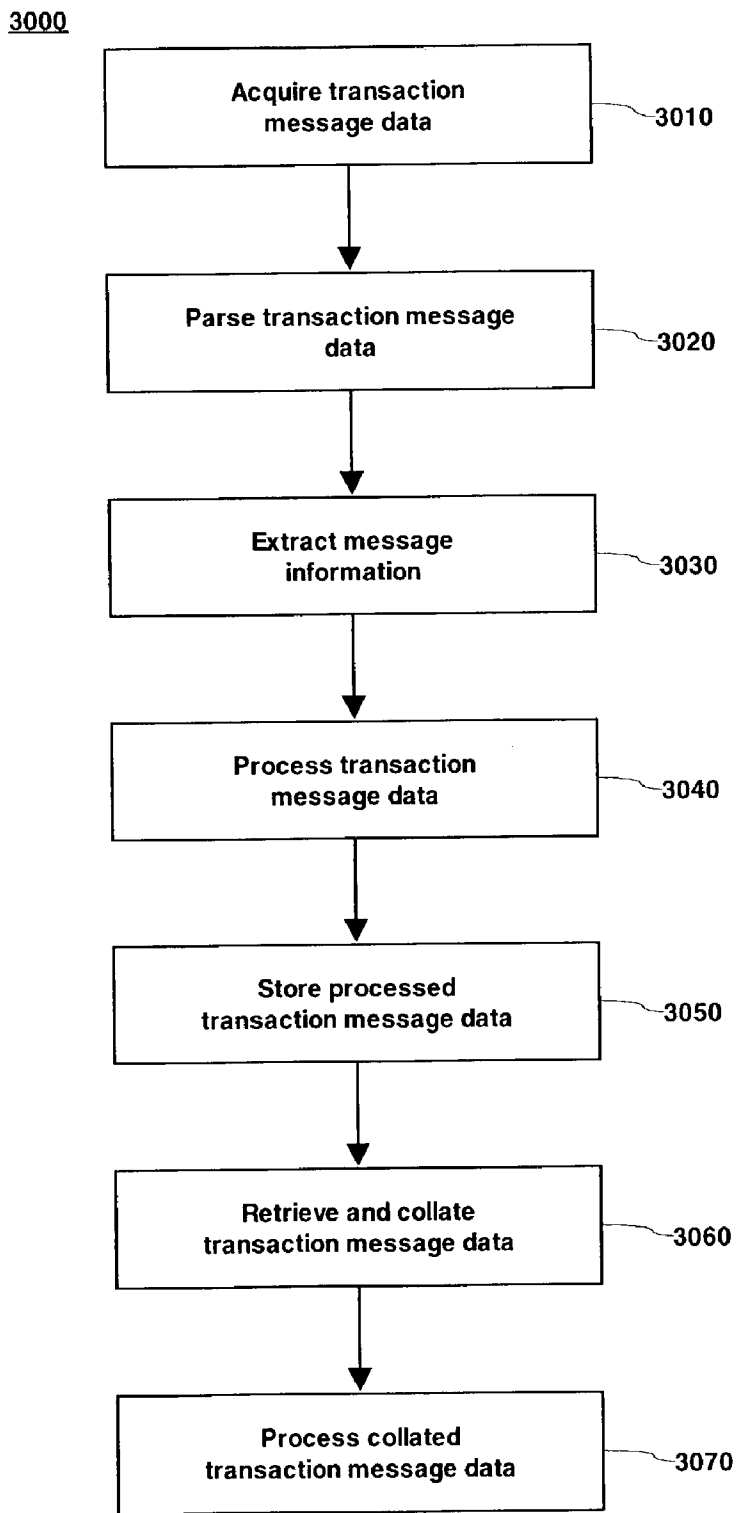 3000
Acquire transaction
message data
3010
Parse transaction message
data
3020
Extract message
information
3030
Process transaction
message data
3040
Store processed
transaction message data
3050
Retrieve and collate
transaction message data
3060
Process collated
transaction message data
3070